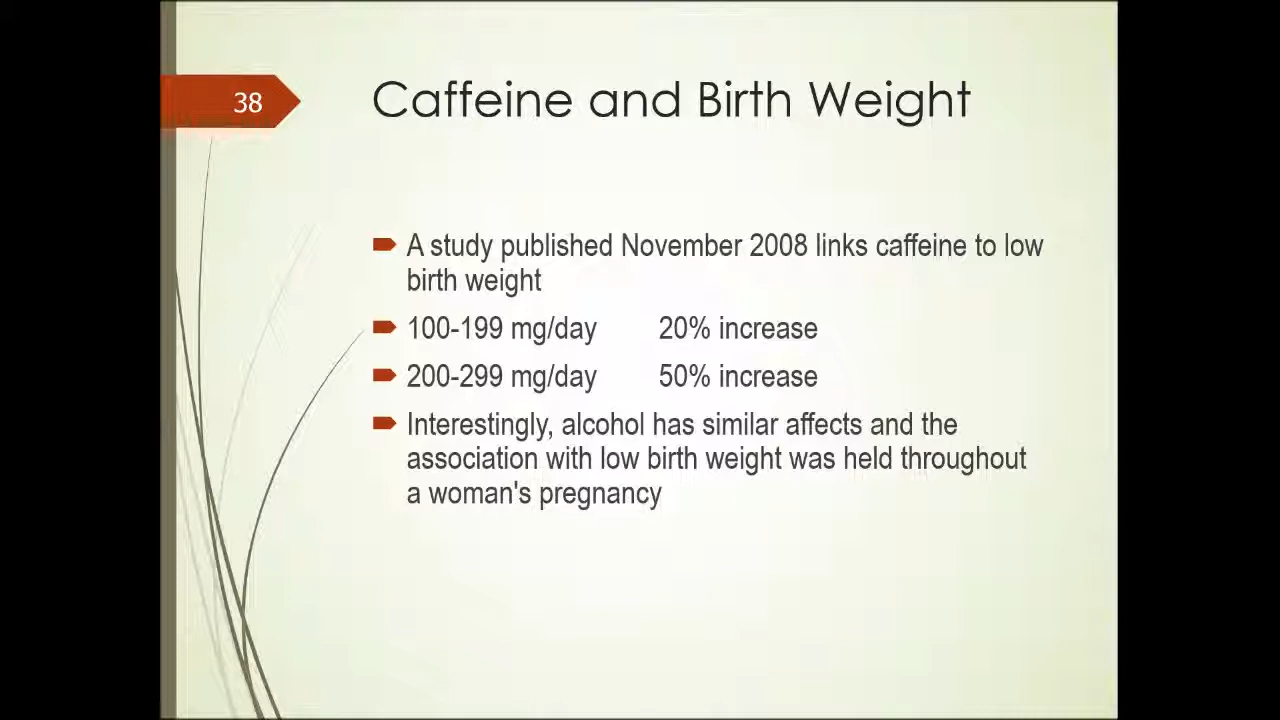 38
Caffeine and Birth Weight
A study published November 2008 links caffeine to low
birth weight
100-199 mg/day 20% increase
200-299 mg/day 50% increase
Interestingly, alcohol has similar affects and the
association with low birth weight was held throughout
a woman's pregnancy